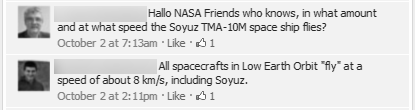 Hallo NASA Friends who knows, in what amount
and at what speed the Soyuz TMA-10M space ship flies?
October 2 at 7:13am · Like · 1
All spacecrafts in Low Earth Orbit "fly" at a
speed of about 8 km/s, including Soyuz.
October 2 at 2:11pm · Like · 1